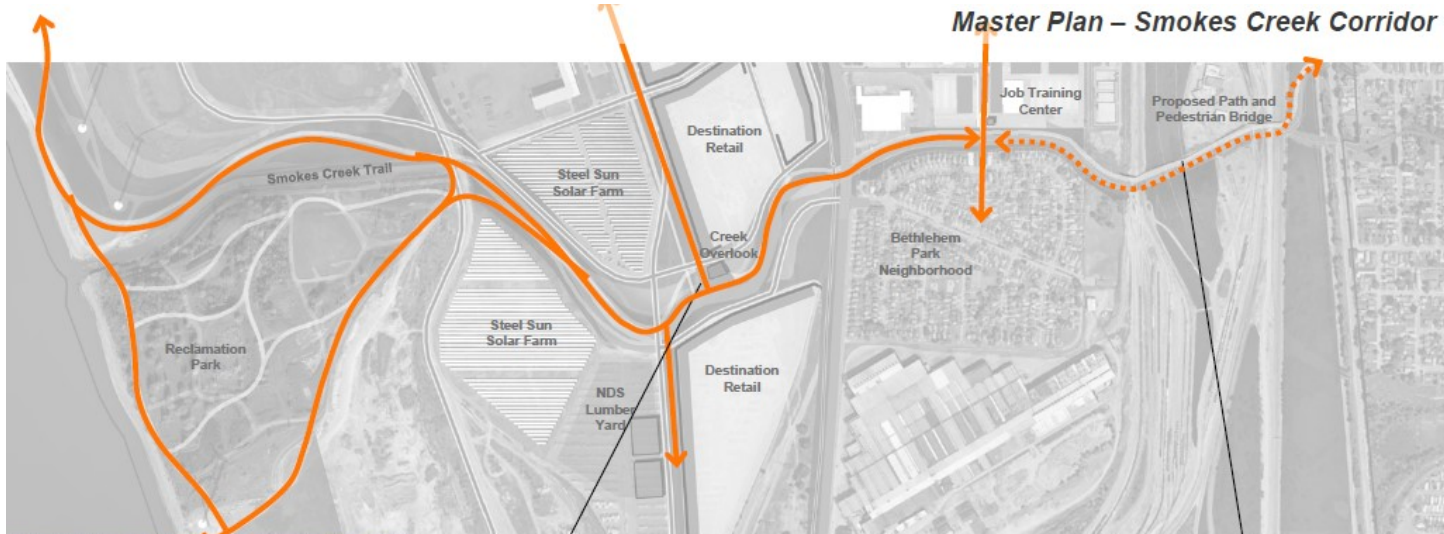 Master Plan – Smokes Creek Corridor
Job Training
Center
Proposed Path and
Pedestrian Bridge
Destination
Retail
Smokes Creek Trail
Steel Sun
Solar Farm
Creek
Overlook
Bethlehem
Park
Neighborhood
Steel Sun
Solar Farm
Reclamation
Park
Destination
Retail
NDS
Lumber
Yard